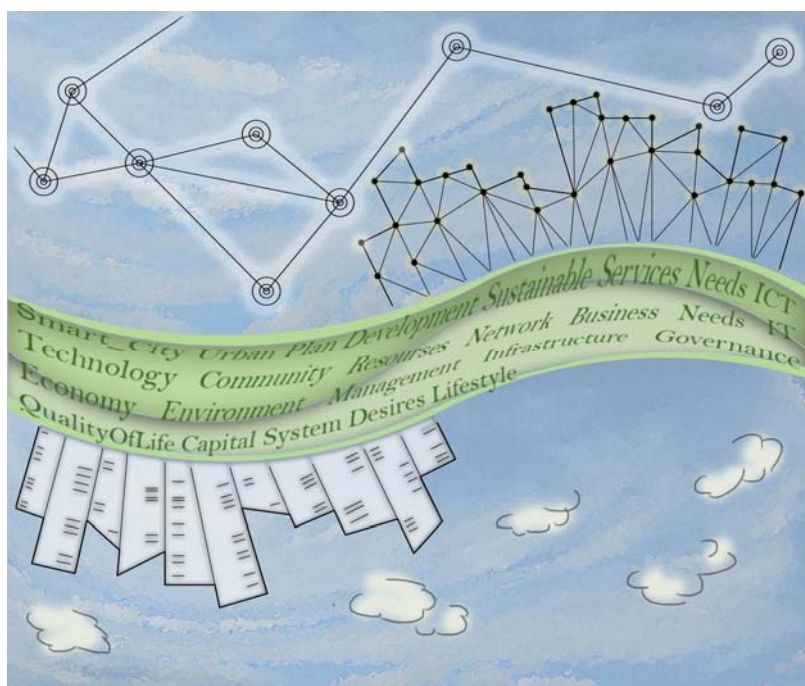 Smart_City Urban Plan Development Sustainable Services Needs ICT
Technology Community Resourses Network Business Needs IT
Economy Environment Management Infrastructure Governance
QualityOfLife Capital System Desires Lifestyle